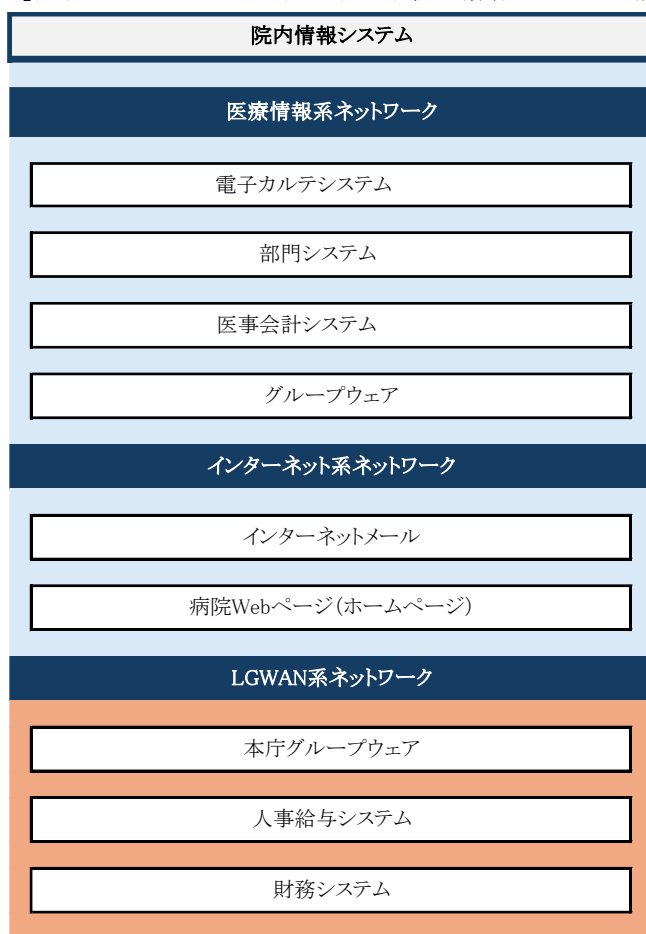 院内情報システム
医療情報系ネットワーク
電子カルテシステム
部門システム
医事会計システム
グループウェア
インターネット系ネットワーク
インターネットメール
病院Webページ（ホームページ）
LGWAN系ネットワーク
本庁グループウェア
人事給与システム
財務システム